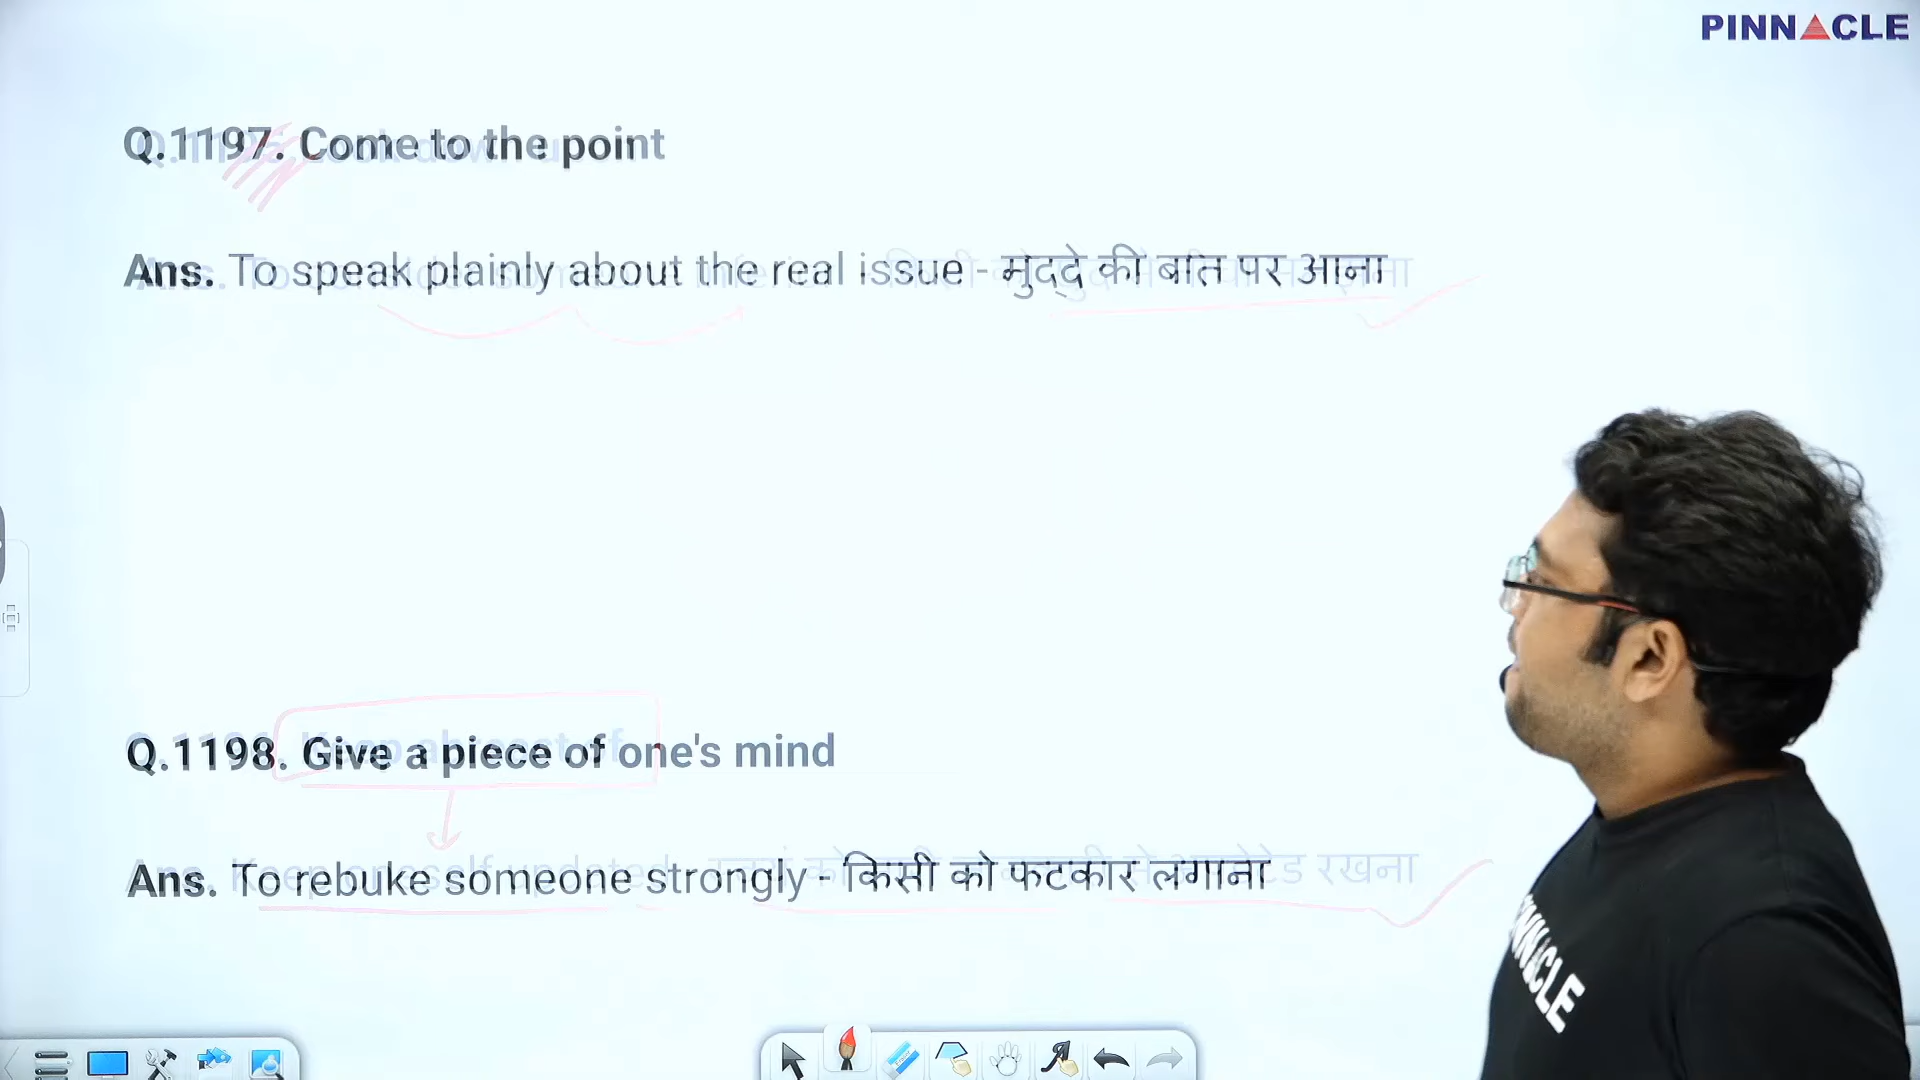 PINNACLE
Q.1197. Come to the point
Ans. To speak plainly about the real issue - मुद्दे की बात पर आना
Q.1198. Give a piece of one's mind
Ans. To rebuke someone strongly - किसी को फटकार लगाना
PINNACLE